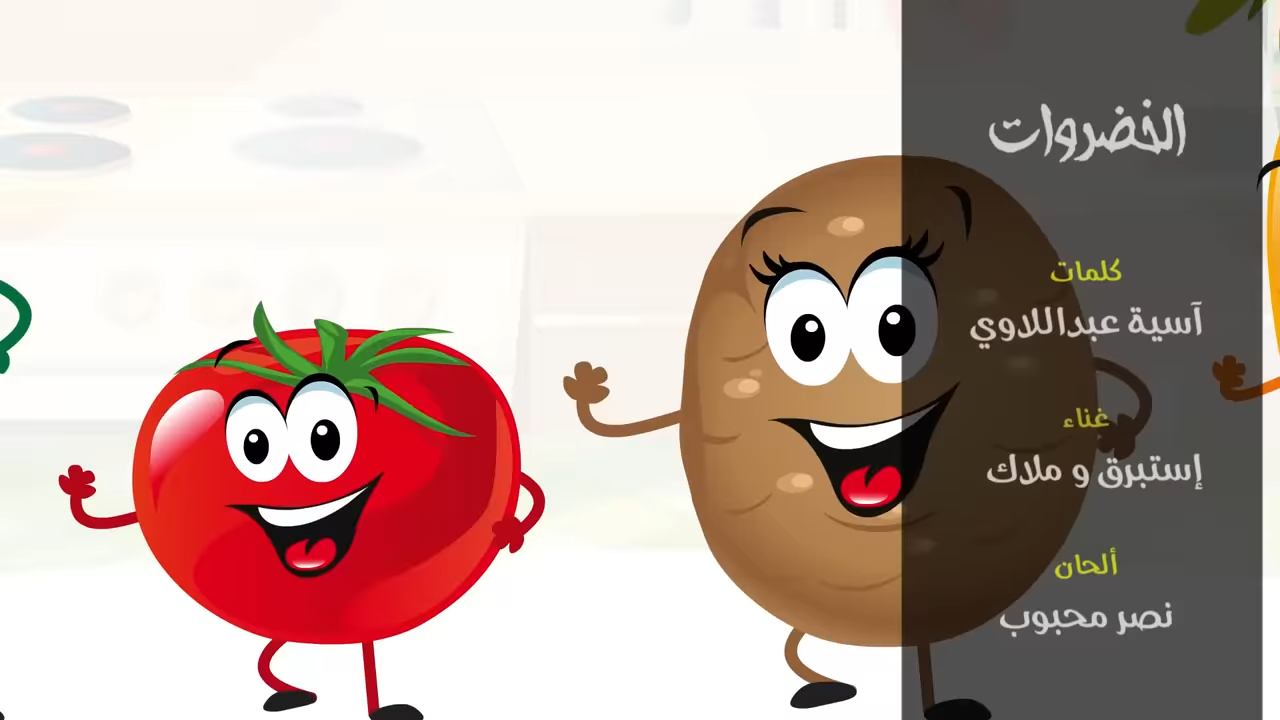 الخضروات
كلمات
آسية عبداللاوي
غناء
إستبرق و ملاك
ألحان
نصر محبوب